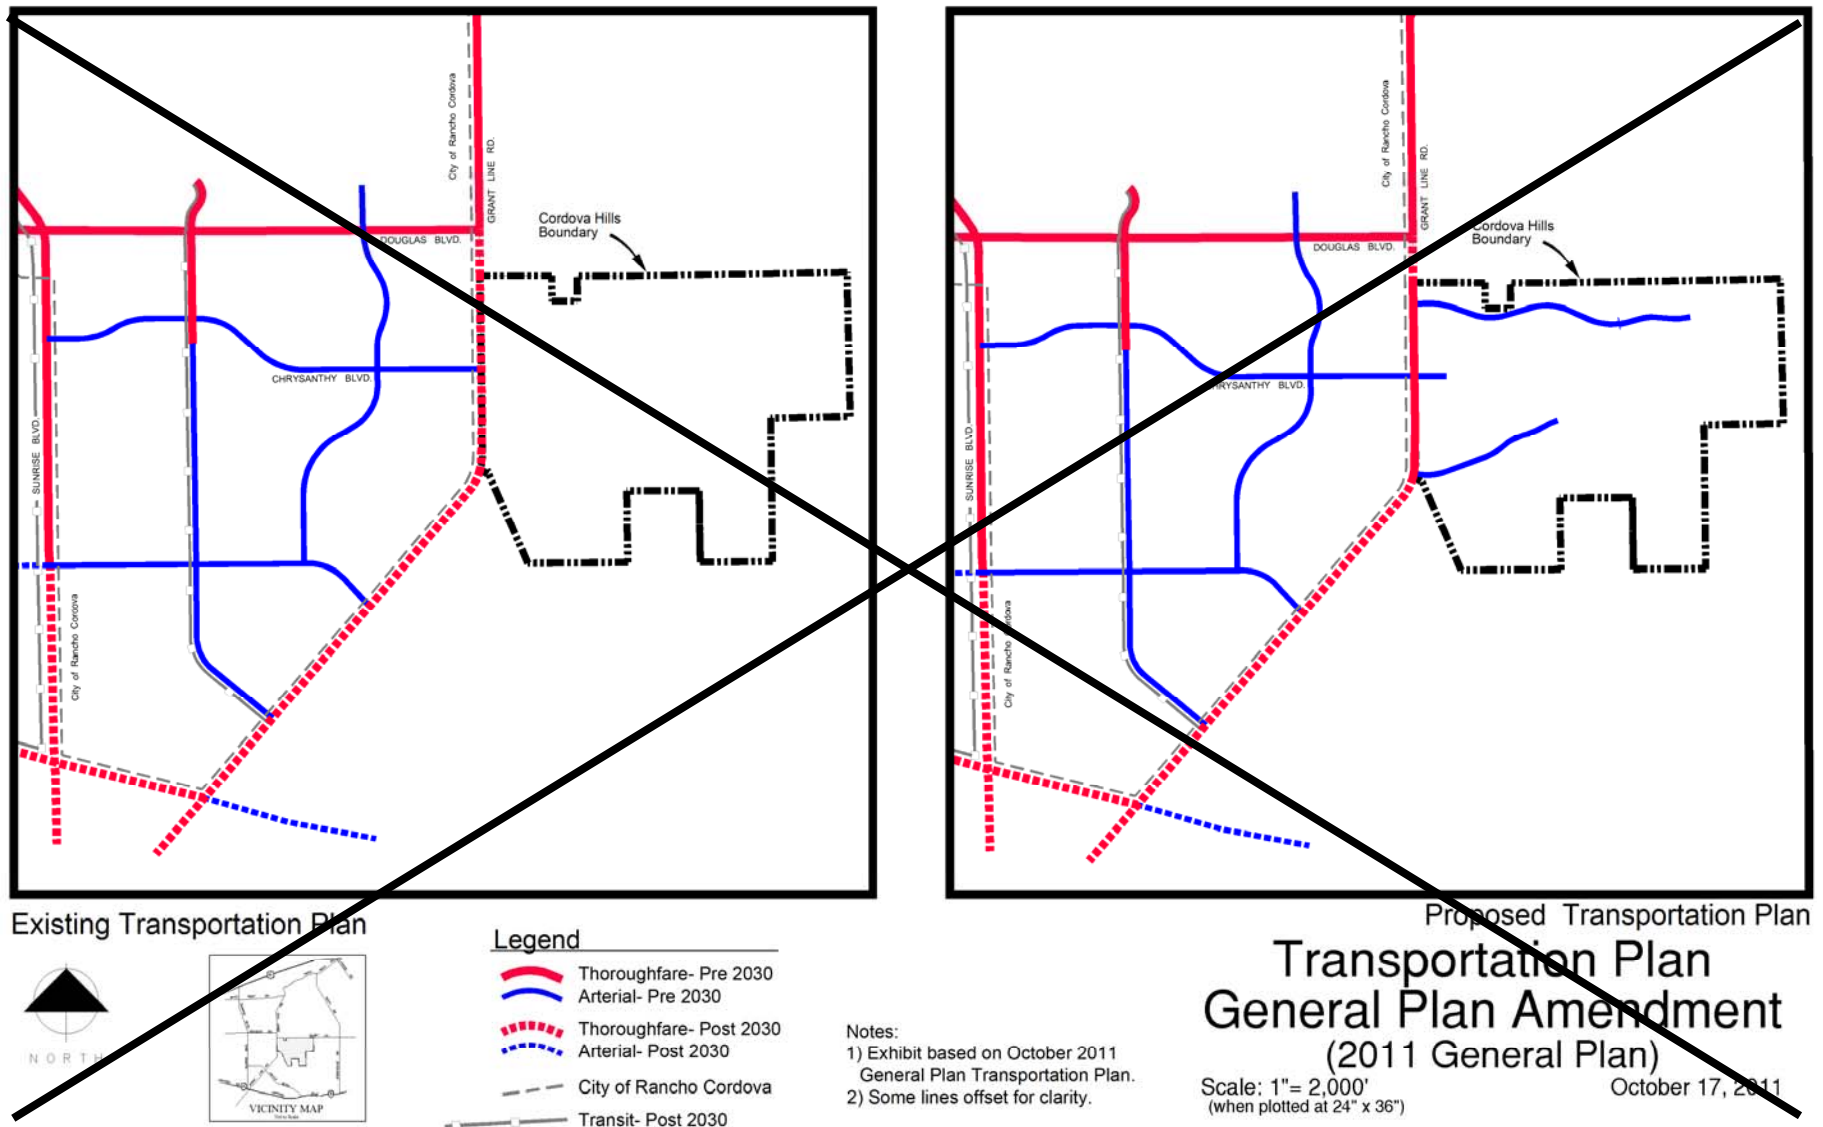 City of Rancho Cordova
GRANT LINE RD.
Cordova Hills
Boundary
DOUGLAS BLVD.
CHRYSANTHY BLVD.
SUNRISE BLVD.
City of Rancho Cordova
City of Rancho Cordova
GRANT LINE RD.
Cordova Hills
Boundary
DOUGLAS BLVD.
CHRYSANTHY BLVD.
SUNRISE BLVD.
City of Rancho Cordova
Existing Transportation Plan
Proposed Transportation Plan
NORTH
VICINITY MAP
Legend
Thoroughfare- Pre 2030
Arterial- Pre 2030
Thoroughfare- Post 2030
Arterial- Post 2030
City of Rancho Cordova
Transit- Post 2030
Notes:
1) Exhibit based on October 2011
General Plan Transportation Plan.
2) Some lines offset for clarity.
Transportation Plan
General Plan Amendment
(2011 General Plan)
Scale: 1"= 2,000'
(when plotted at 24" x 36")
October 17, 2011